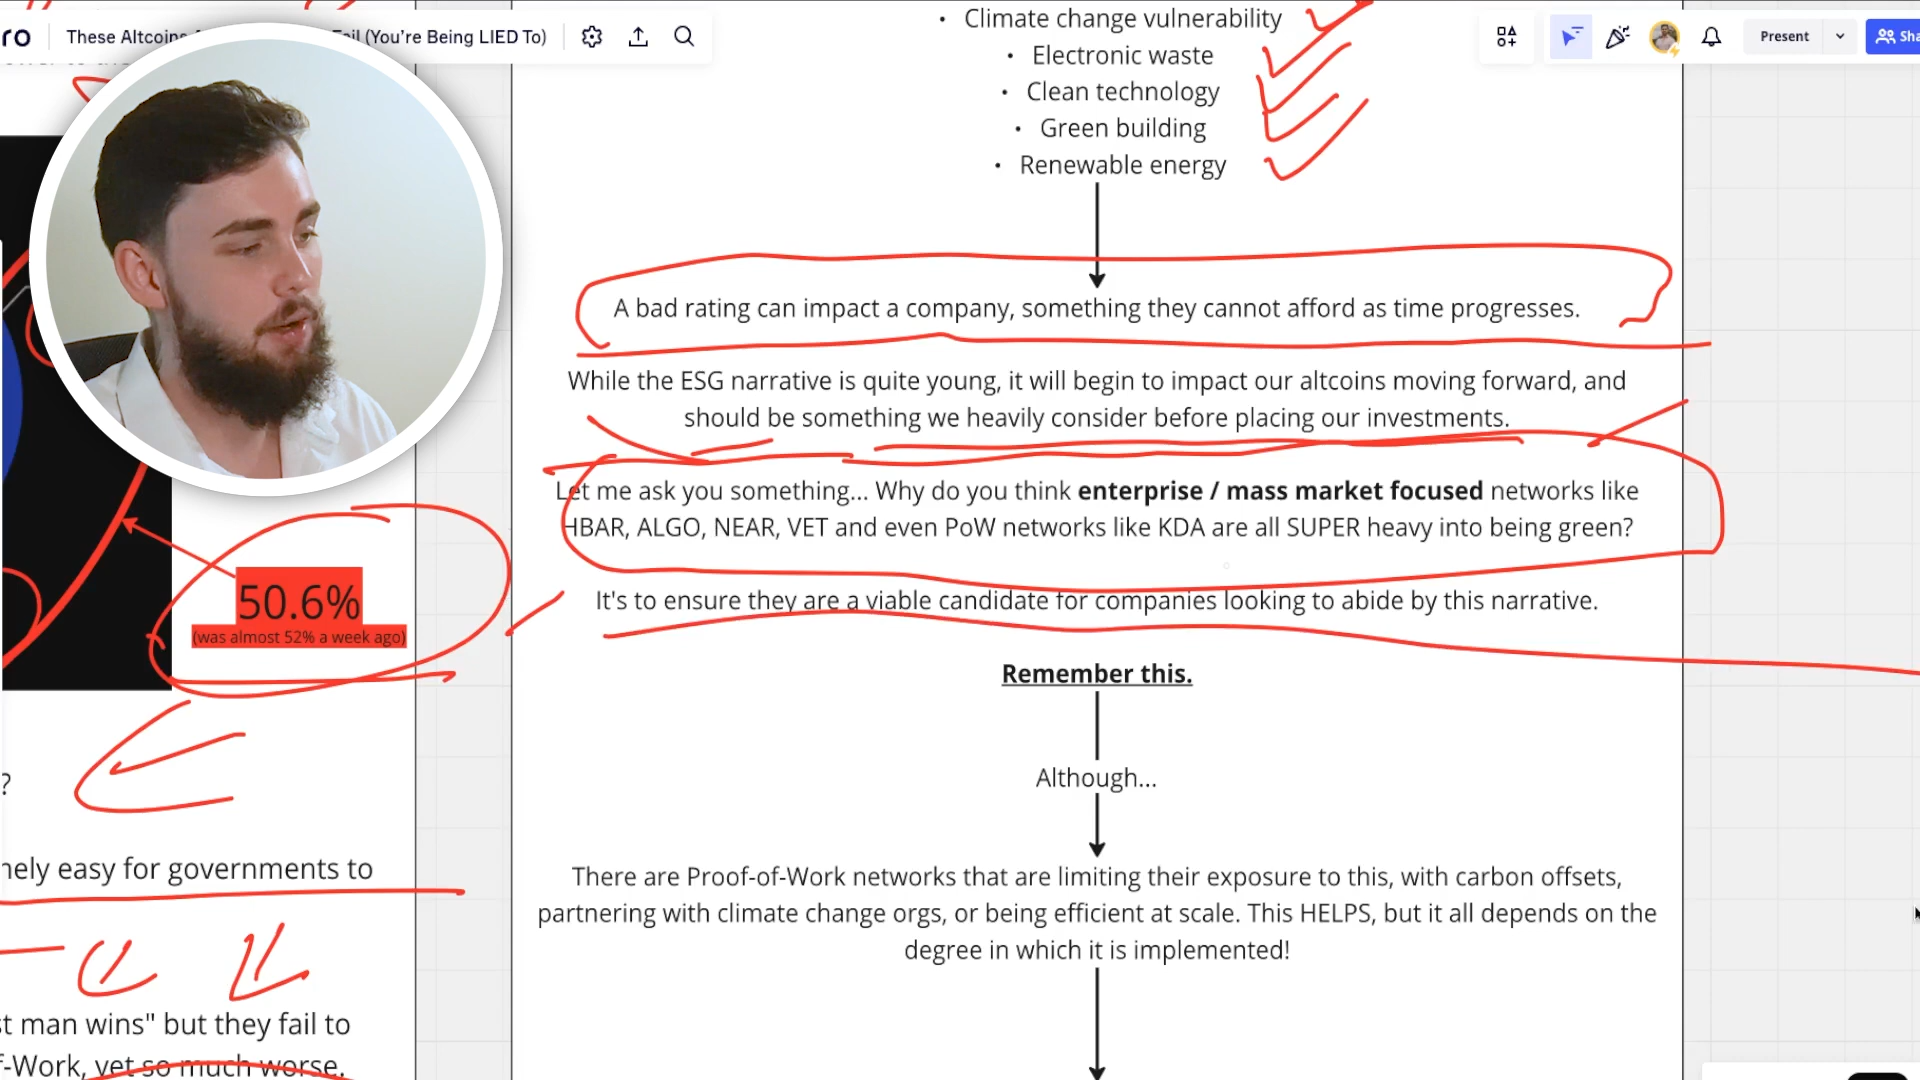 ro
These Altcoins
Fail (You're Being LIED To)
Present
Sha
• Climate change vulnerability
• Electronic waste
• Clean technology
• Green building
• Renewable energy
A bad rating can impact a company, something they cannot afford as time progresses.
While the ESG narrative is quite young, it will begin to impact our altcoins moving forward, and
should be something we heavily consider before placing our investments.
Let me ask you something... Why do you think enterprise / mass market focused networks like
HBAR, ALGO, NEAR, VET and even PoW networks like KDA are all SUPER heavy into being green?
It's to ensure they are a viable candidate for companies looking to abide by this narrative.
Remember this.
Although...
There are Proof-of-Work networks that are limiting their exposure to this, with carbon offsets,
partnering with climate change orgs, or being efficient at scale. This HELPS, but it all depends on the
degree in which it is implemented!
50.6%
(was almost 52% a week ago)
?
nely easy for governments to
st man wins" but they fail to
f-Work, yet so much worse.